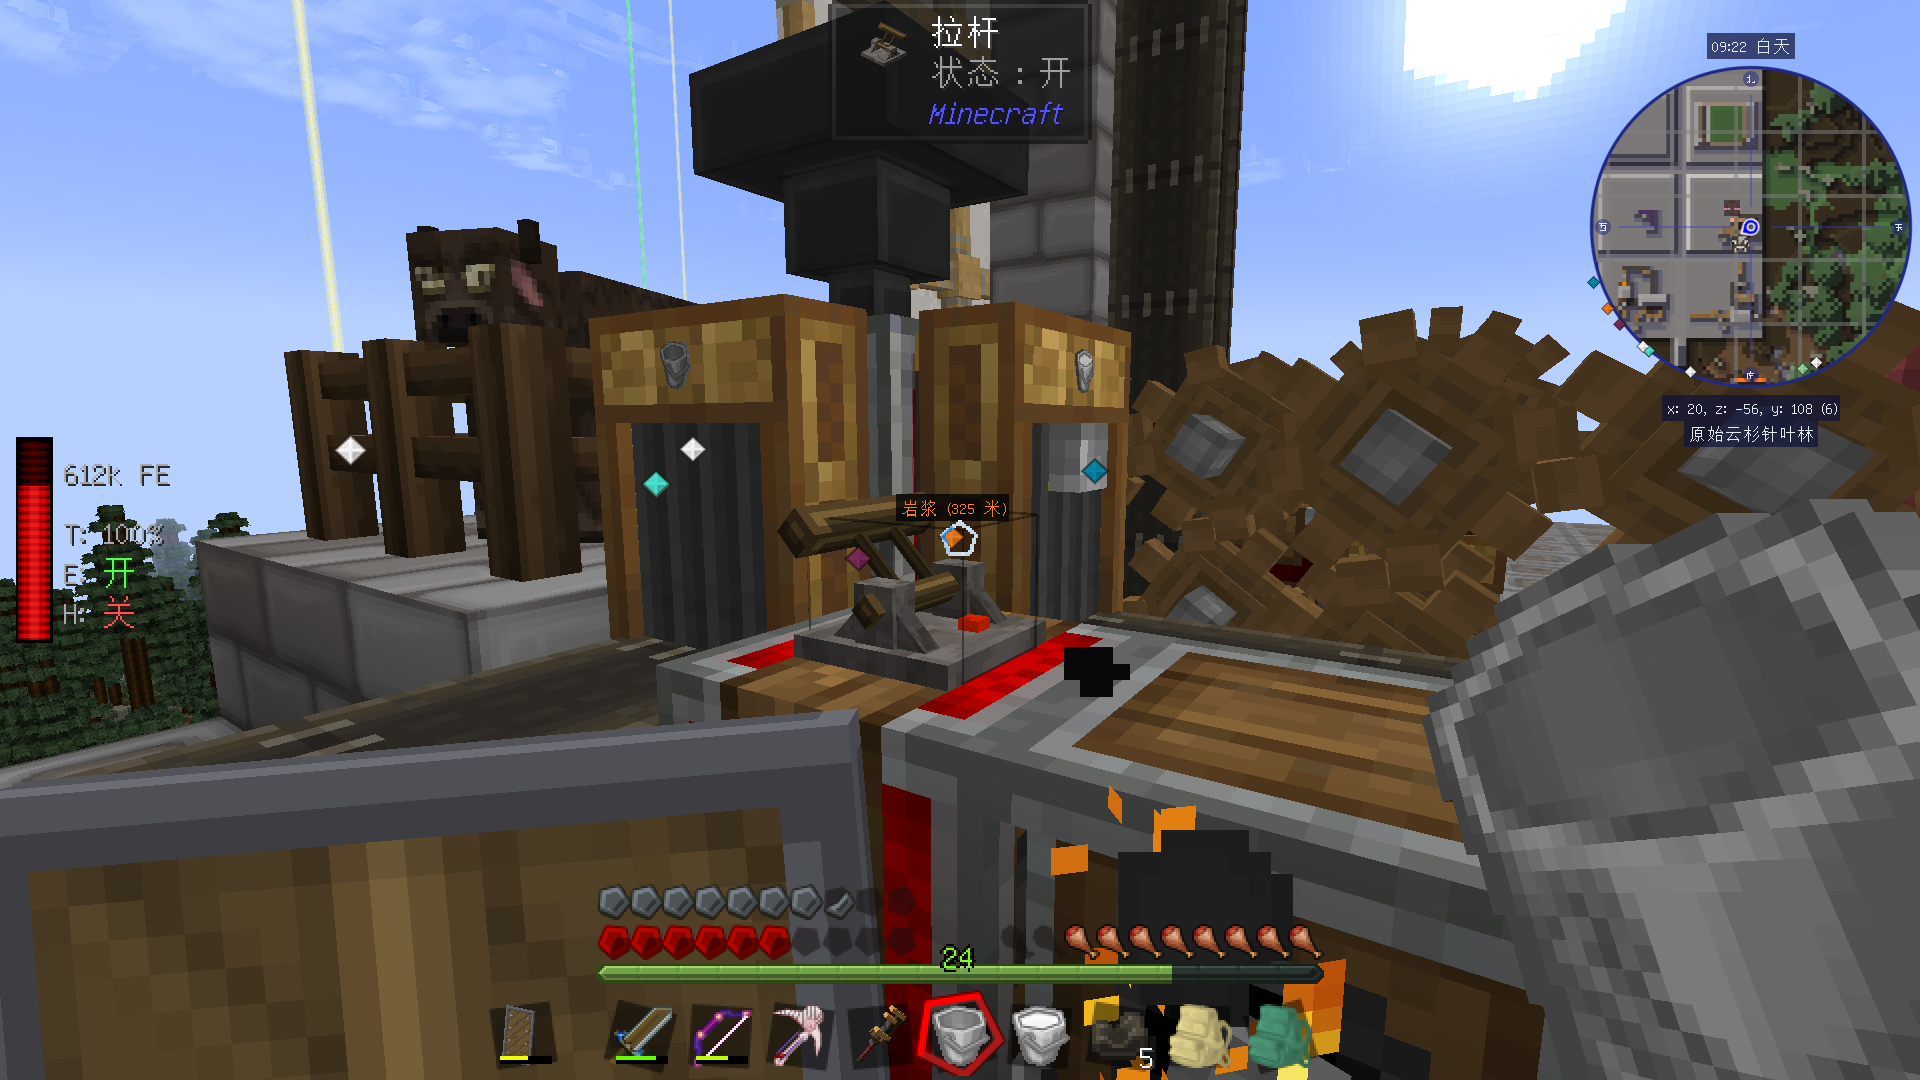 拉杆
状态：开
Minecraft
09:22 白天
北
x: 20, z: -56, y: 108 (6)
原始云杉针叶林
612k FE
T: 100%
E: 开
H: 关
岩浆 (325 米)
24
5